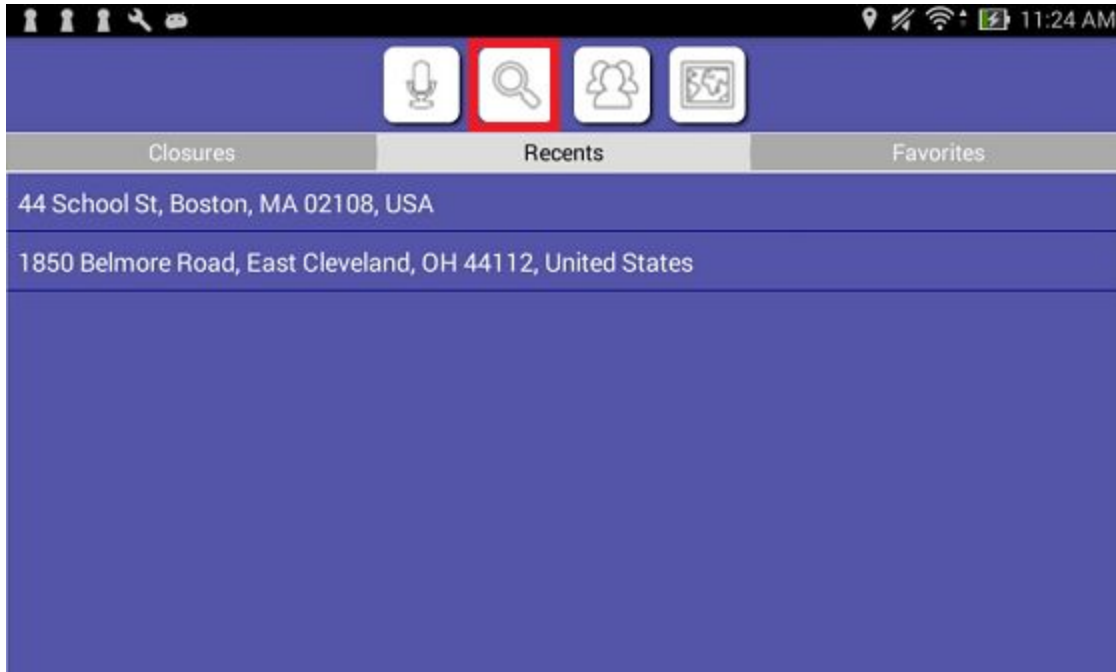 11:24 AM
Closures Recents Favorites
44 School St, Boston, MA 02108, USA
1850 Belmore Road, East Cleveland, OH 44112, United States